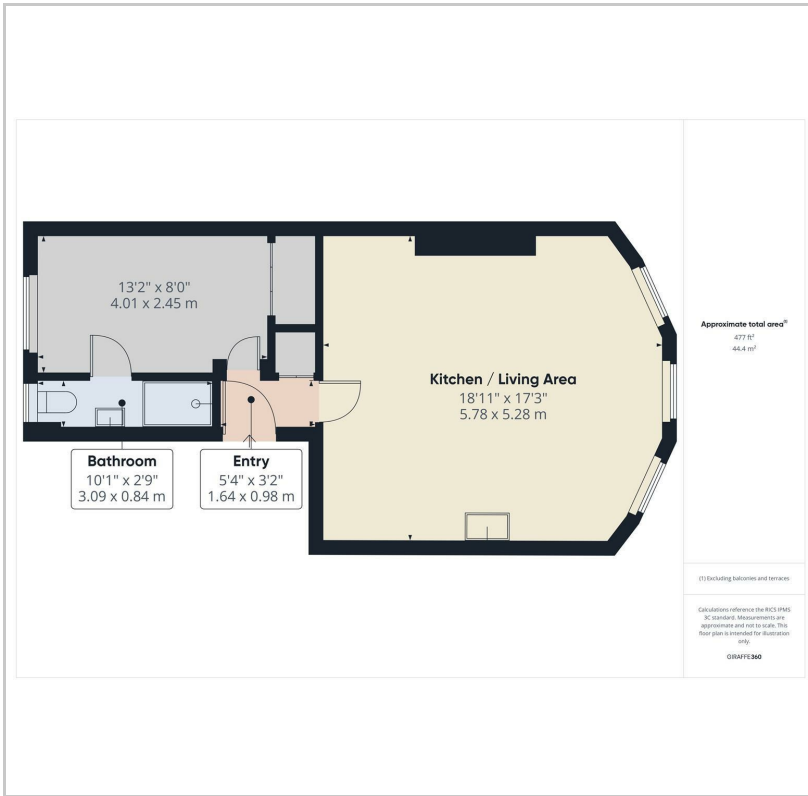 13'2" x 8'0"
4.01 x 2.45 m
Kitchen / Living Area
18'11" x 17'3"
5.78 x 5.28 m
Bathroom
10'1" x 2'9"
3.09 x 0.84 m
Entry
5'4" x 3'2"
1.64 x 0.98 m
Approximate total area⁽¹⁾
477 ft²
44.4 m²
(1) Excluding balconies and terraces
Calculations reference the RICS IPMS
3C standard. Measurements are
approximate and not to scale. This
floor plan is intended for illustration
only.
GIRAFFE360